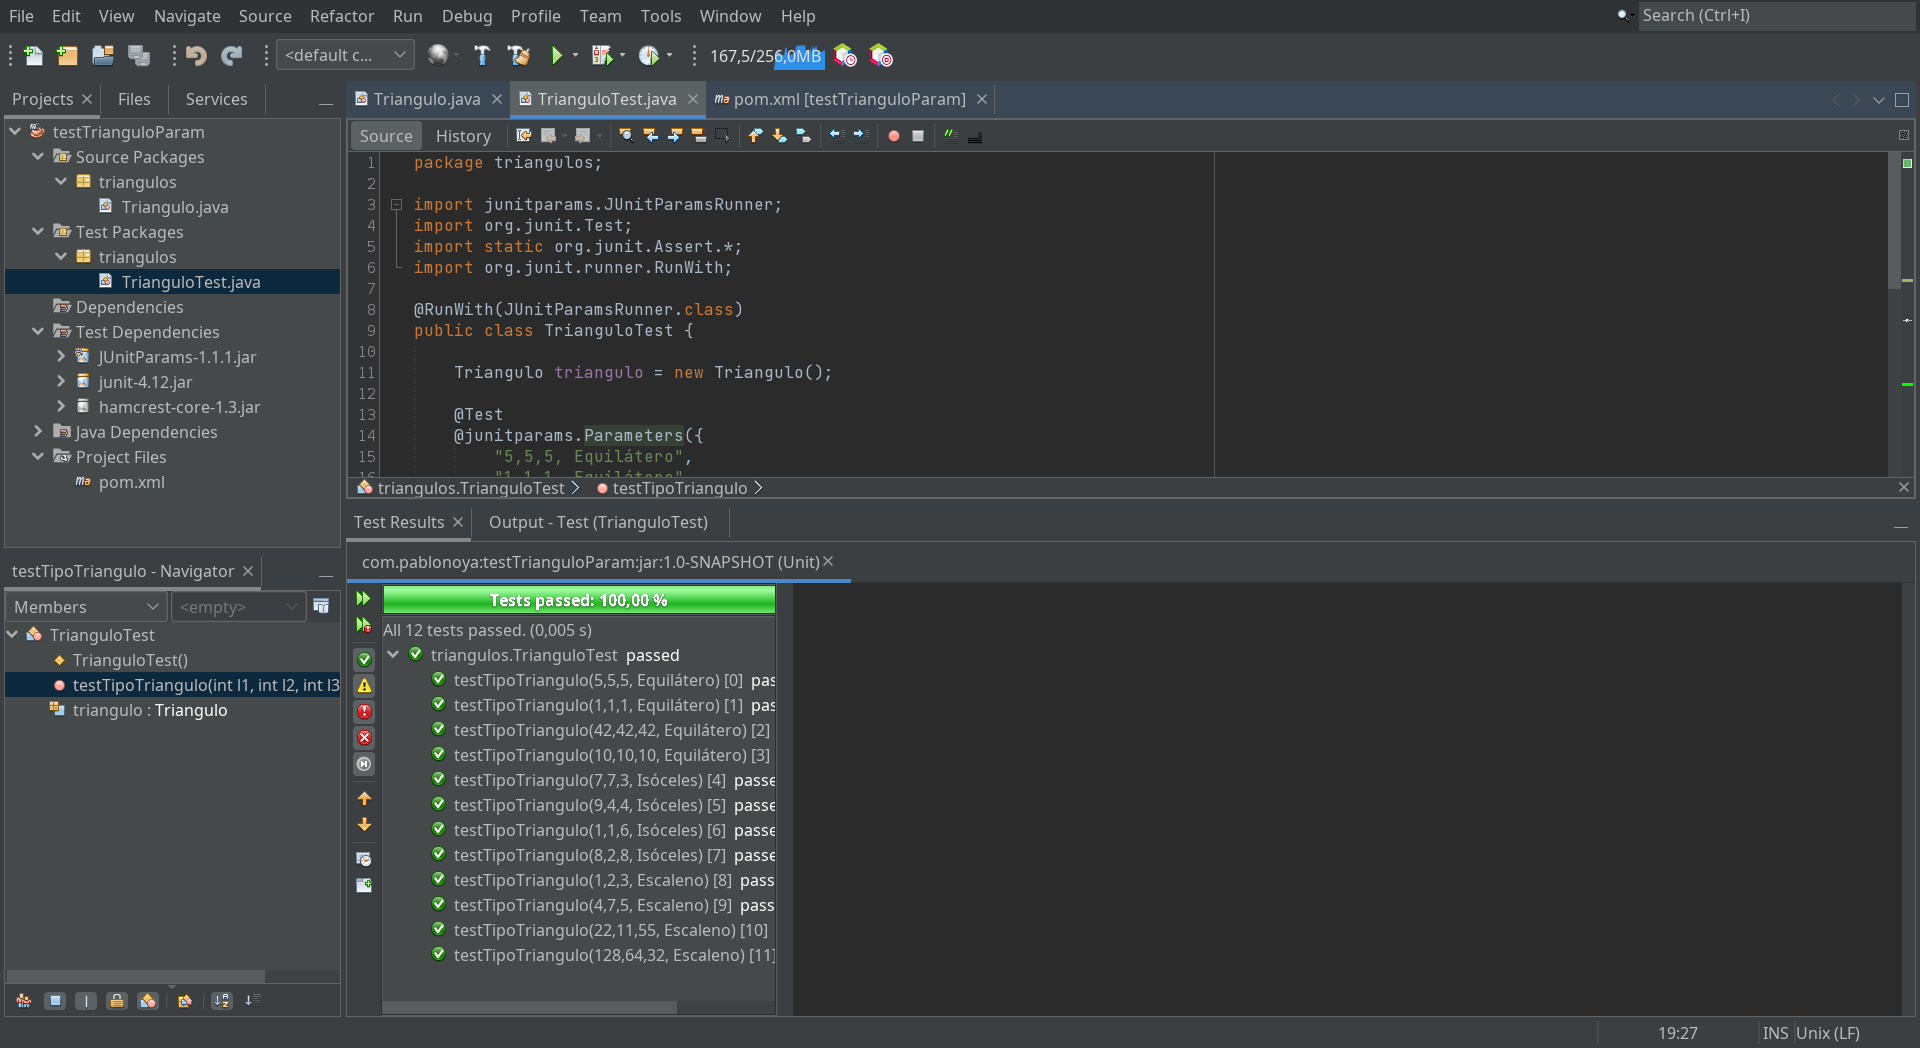 File Edit View Navigate Source Refactor Run Debug Profile Team Tools Window Help
Search (Ctrl+I)
<default c...
167,5/256,0MB
Projects Files Services
testTrianguloParam
Source Packages
triangulos
Triangulo.java
Test Packages
triangulos
TrianguloTest.java
Dependencies
Test Dependencies
JUnitParams-1.1.1.jar
junit-4.12.jar
hamcrest-core-1.3.jar
Java Dependencies
Project Files
pom.xml
testTipoTriangulo - Navigator
Members <empty>
TrianguloTest
TrianguloTest()
testTipoTriangulo(int l1, int l2, int l3
triangulo : Triangulo
Triangulo.java TrianguloTest.java pom.xml [testTrianguloParam]
Source History
1 package triangulos;
2
3 import junitparams.JUnitParamsRunner;
4 import org.junit.Test;
5 import static org.junit.Assert.*;
6 import org.junit.runner.RunWith;
7
8 @RunWith(JUnitParamsRunner.class)
9 public class TrianguloTest {
10
11 Triangulo triangulo = new Triangulo();
12
13 @Test
14 @junitparams.Parameters({
15 "5,5,5, Equilátero",
16 "1,1,1, Equilátero"
triangulos.TrianguloTest testTipoTriangulo
Test Results Output - Test (TrianguloTest)
com.pablonoya:testTrianguloParam:jar:1.0-SNAPSHOT (Unit)
Tests passed: 100,00 %
All 12 tests passed. (0,005 s)
triangulos.TrianguloTest passed
testTipoTriangulo(5,5,5, Equilátero) [0] pas
testTipoTriangulo(1,1,1, Equilátero) [1] pas
testTipoTriangulo(42,42,42, Equilátero) [2]
testTipoTriangulo(10,10,10, Equilátero) [3]
testTipoTriangulo(7,7,3, Isóceles) [4] passe
testTipoTriangulo(9,4,4, Isóceles) [5] passe
testTipoTriangulo(1,1,6, Isóceles) [6] passe
testTipoTriangulo(8,2,8, Isóceles) [7] passe
testTipoTriangulo(1,2,3, Escaleno) [8] pass
testTipoTriangulo(4,7,5, Escaleno) [9] pass
testTipoTriangulo(22,11,55, Escaleno) [10]
testTipoTriangulo(128,64,32, Escaleno) [11]
19:27 INS Unix (LF)